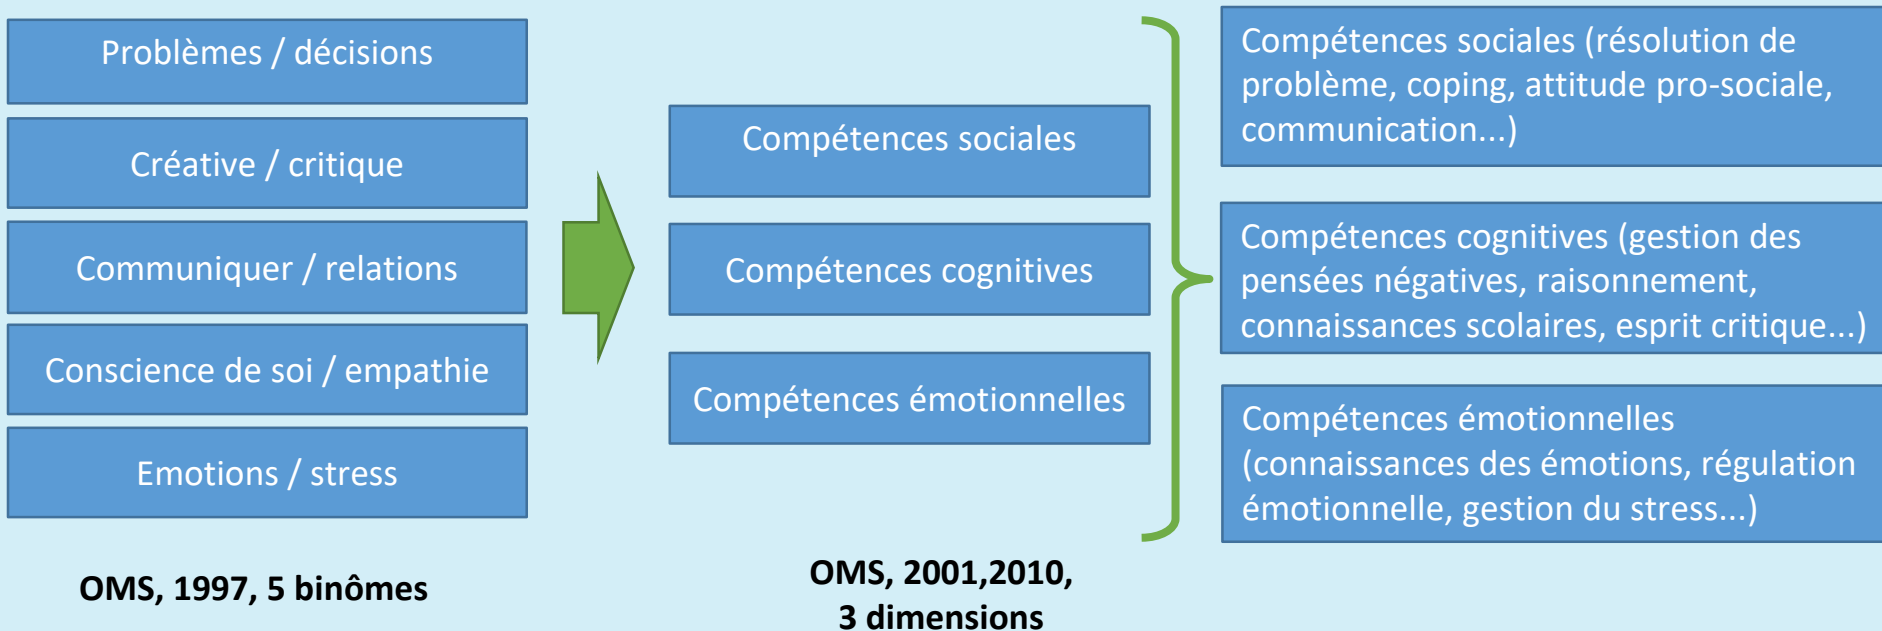 Problèmes / décisions
Créative / critique
Communiquer / relations
Conscience de soi / empathie
Emotions / stress
OMS, 1997, 5 binômes
Compétences sociales
Compétences cognitives
Compétences émotionnelles
OMS, 2001,2010,
3 dimensions
Compétences sociales (résolution de
problème, coping, attitude pro-sociale,
communication...)
Compétences cognitives (gestion des
pensées négatives, raisonnement,
connaissances scolaires, esprit critique...)
Compétences émotionnelles
(connaissances des émotions, régulation
émotionnelle, gestion du stress...)